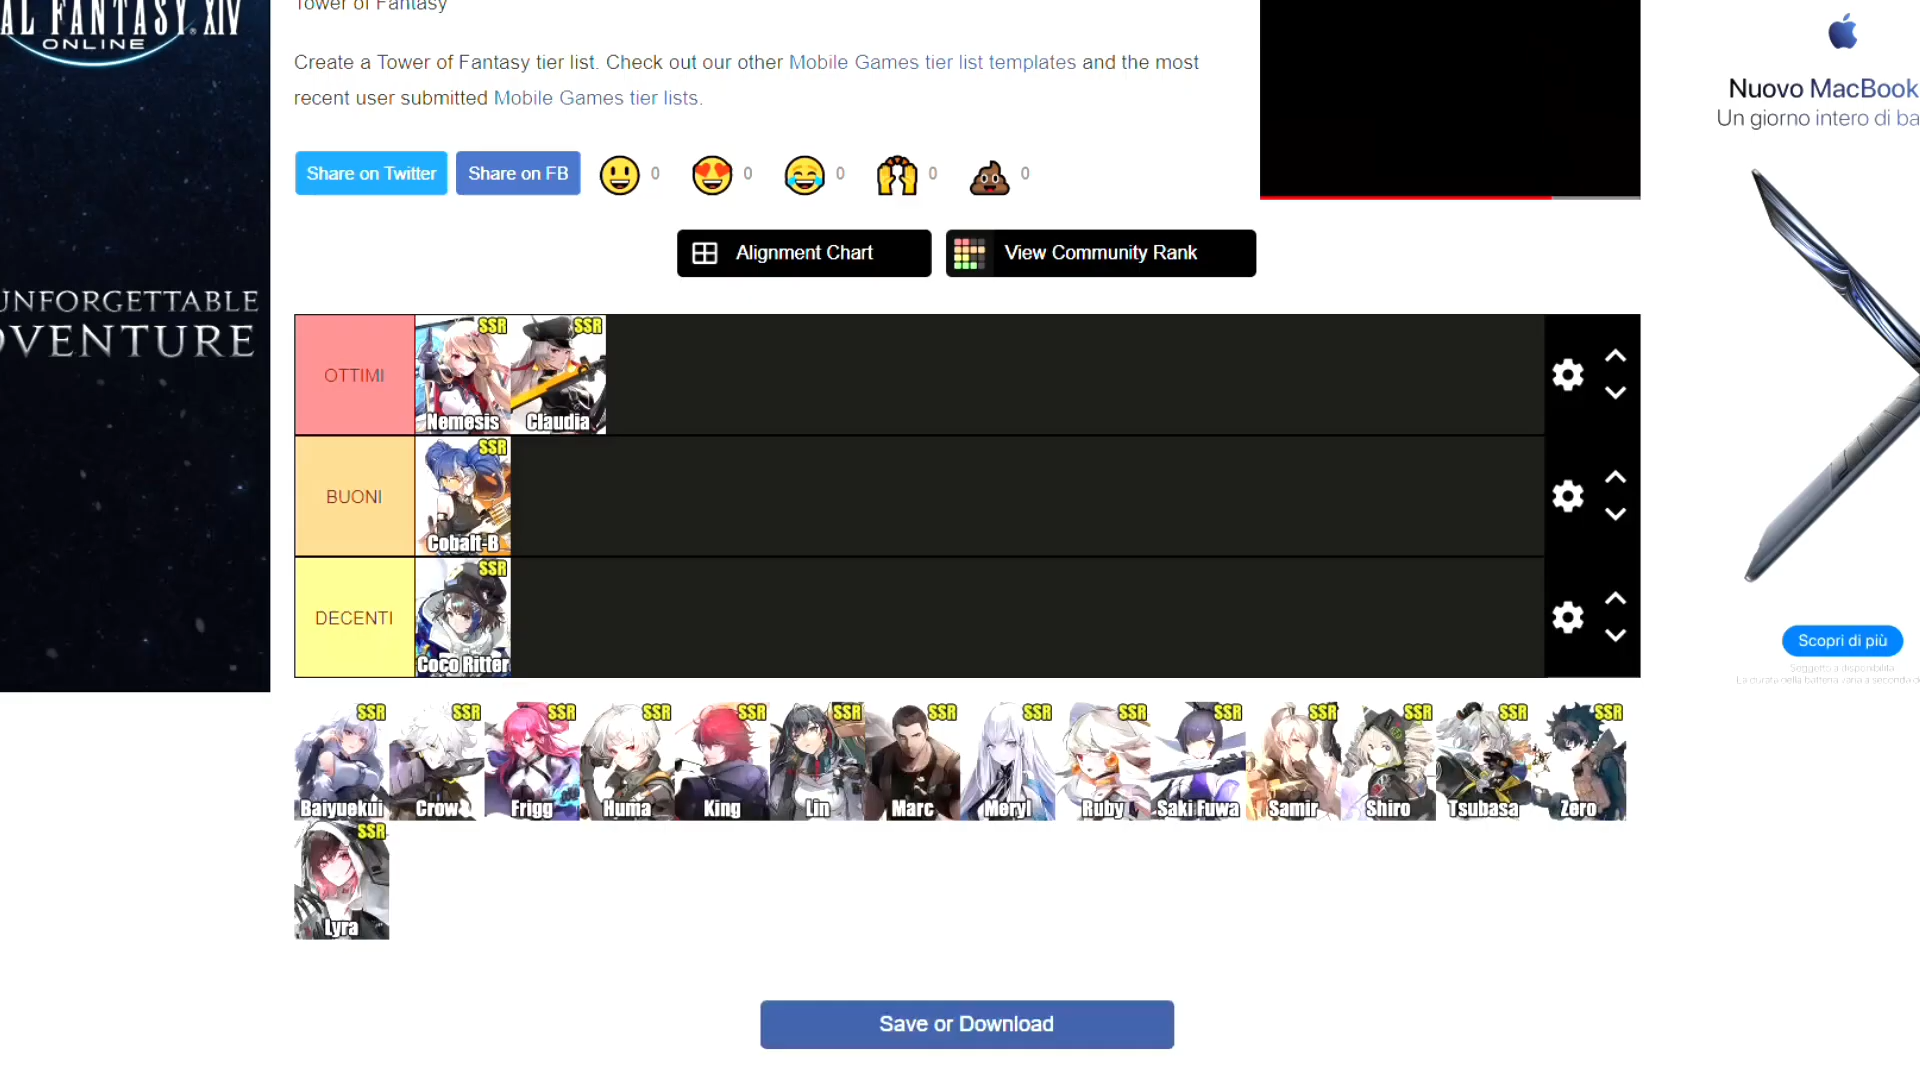 AL FANTASY XIV
ONLINE
UNFORGETTABLE
DVENTURE
Tower of Fantasy
Create a Tower of Fantasy tier list. Check out our other Mobile Games tier list templates and the most
recent user submitted Mobile Games tier lists.
Share on Twitter
Share on FB
0
0
0
0
0
Alignment Chart
View Community Rank
OTTIMI
SSR
Nemesis
SSR
Claudia
BUONI
SSR
Cobalt-B
DECENTI
SSR
Coco Ritter
SSR SSR SSR SSR SSR SSR SSR SSR SSR SSR SSR SSR SSR SSR
Baiyuekui Crow Frigg Huma King Lin Marc Meryl Ruby Saki Fuwa Samir Shiro Tsubasa Zero
SSR
Lyra
Save or Download
Nuovo MacBook
Un giorno intero di ba
Scopri di più
Soggetto a disponibilità